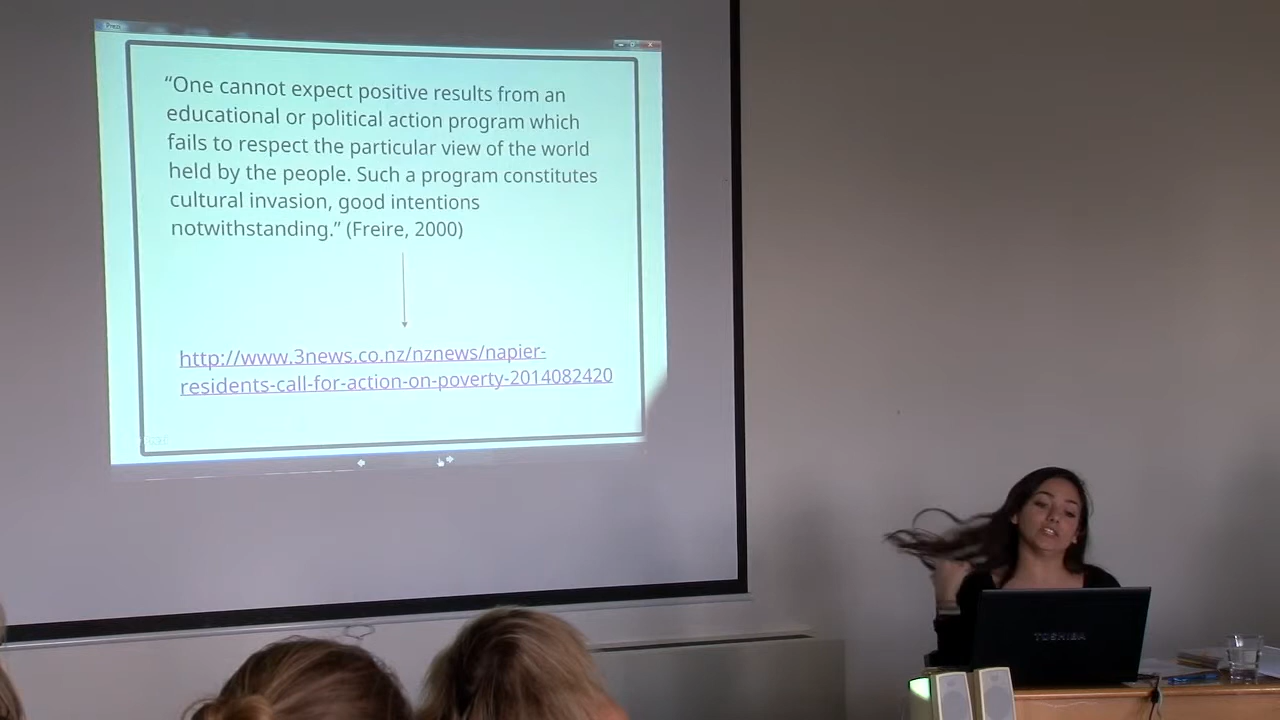 Prezi
“One cannot expect positive results from an
educational or political action program which
fails to respect the particular view of the world
held by the people. Such a program constitutes
cultural invasion, good intentions
notwithstanding.” (Freire, 2000)
http://www.3news.co.nz/nznews/napier-
residents-call-for-action-on-poverty-2014082420
TOSHIBA